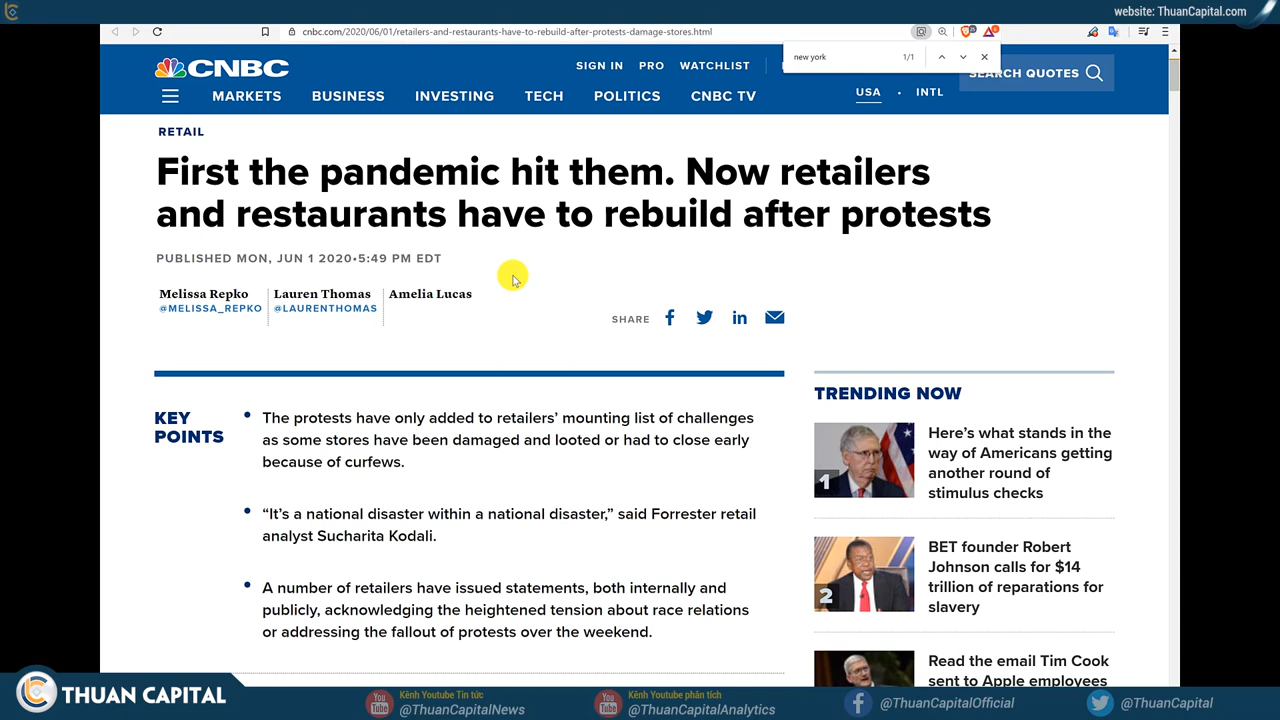 website: ThuanCapital.com
cnbc.com/2020/06/01/retailers-and-restaurants-have-to-rebuild-after-protests-damage-stores.html
new york 1/1
CNBC
SIGN IN PRO WATCHLIST
SEARCH QUOTES
MARKETS BUSINESS INVESTING TECH POLITICS CNBC TV
USA • INTL
RETAIL
First the pandemic hit them. Now retailers
and restaurants have to rebuild after protests
PUBLISHED MON, JUN 1 2020•5:49 PM EDT
Melissa Repko
@MELISSA_REPKO
Lauren Thomas
@LAURENTHOMAS
Amelia Lucas
SHARE
KEY
POINTS
• The protests have only added to retailers’ mounting list of challenges
as some stores have been damaged and looted or had to close early
because of curfews.
• “It’s a national disaster within a national disaster,” said Forrester retail
analyst Sucharita Kodali.
• A number of retailers have issued statements, both internally and
publicly, acknowledging the heightened tension about race relations
or addressing the fallout of protests over the weekend.
TRENDING NOW
1
Here’s what stands in the
way of Americans getting
another round of
stimulus checks
2
BET founder Robert
Johnson calls for $14
trillion of reparations for
slavery
Read the email Tim Cook
sent to Apple employees
THUAN CAPITAL
You Tube
Kênh Youtube Tin tức
@ThuanCapitalNews
You Tube
Kênh Youtube phân tích
@ThuanCapitalAnalytics
@ThuanCapitalOfficial
@ThuanCapital